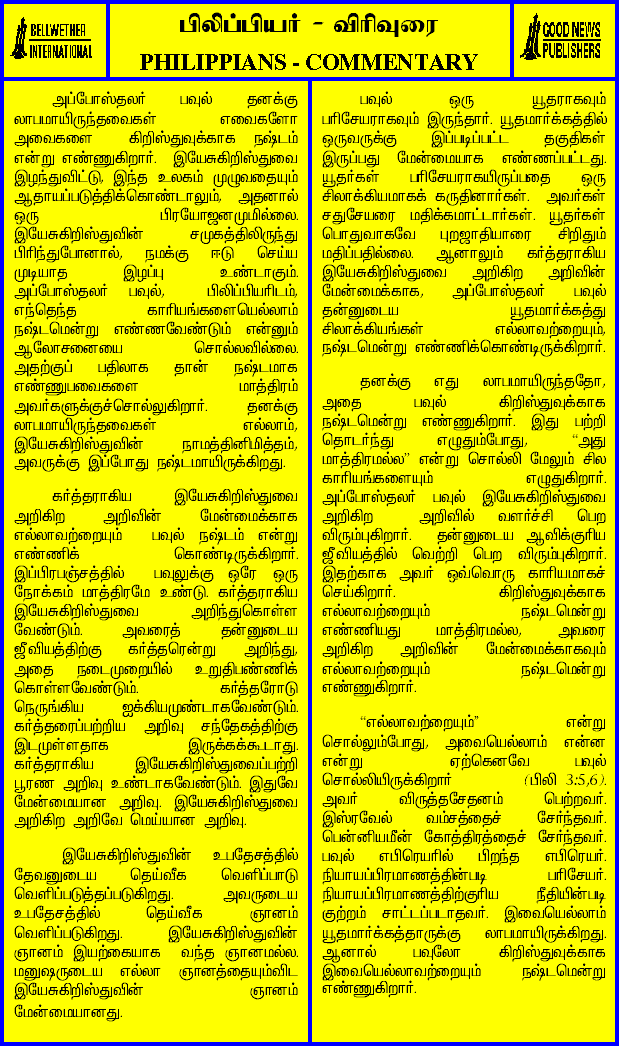 BELLWETHER
INTERNATIONAL
பிலிப்பியர் - விரிவுரை
PHILIPPIANS - COMMENTARY
GOOD NEWS
PUBLISHERS
அப்போஸ்தலர் பவுல் தனக்கு
லாபமாயிருந்தவைகள் எவைகளோ
அவைகளை கிறிஸ்துவுக்காக நஷ்டம்
என்று எண்ணுகிறார். இயேசுகிறிஸ்துவை
இழந்துவிட்டு, இந்த உலகம் முழுவதையும்
ஆதாயப்படுத்திக்கொண்டாலும், அதனால்
ஒரு பிரயோஜனமுமில்லை.
இயேசுகிறிஸ்துவின் சமுகத்திலிருந்து
பிரிந்துபோனால், நமக்கு ஈடு செய்ய
முடியாத இழப்பு உண்டாகும்.
அப்போஸ்தலர் பவுல், பிலிப்பியரிடம்,
எந்தெந்த காரியங்களையெல்லாம்
நஷ்டமென்று எண்ணவேண்டும் என்னும்
ஆலோசனையை சொல்லவில்லை.
அதற்குப் பதிலாக தான் நஷ்டமாக
எண்ணுபவைகளை மாத்திரம்
அவர்களுக்குச்சொல்லுகிறார். தனக்கு
லாபமாயிருந்தவைகள் எல்லாம்,
இயேசுகிறிஸ்துவின் நாமத்தினிமித்தம்,
அவருக்கு இப்போது நஷ்டமாயிருக்கிறது.
கர்த்தராகிய இயேசுகிறிஸ்துவை
அறிகிற அறிவின் மேன்மைக்காக
எல்லாவற்றையும் பவுல் நஷ்டம் என்று
எண்ணிக் கொண்டிருக்கிறார்.
இப்பிரபஞ்சத்தில் பவுலுக்கு ஒரே ஒரு
நோக்கம் மாத்திரமே உண்டு. கர்த்தராகிய
இயேசுகிறிஸ்துவை அறிந்துகொள்ள
வேண்டும். அவரைத் தன்னுடைய
ஜீவியத்திற்கு கர்த்தரென்று அறிந்து,
அதை நடைமுறையில் உறுதிபண்ணிக்
கொள்ளவேண்டும். கர்த்தரோடு
நெருங்கிய ஐக்கியமுண்டாகவேண்டும்.
கர்த்தரைப்பற்றிய அறிவு சந்தேகத்திற்கு
இடமுள்ளதாக இருக்கக்கூடாது.
கர்த்தராகிய இயேசுகிறிஸ்துவைப்பற்றி
பூரண அறிவு உண்டாகவேண்டும். இதுவே
மேன்மையான அறிவு. இயேசுகிறிஸ்துவை
அறிகிற அறிவே மெய்யான அறிவு.
இயேசுகிறிஸ்துவின் உபதேசத்தில்
தேவனுடைய தெய்வீக வெளிப்பாடு
வெளிப்படுத்தப்படுகிறது. அவருடைய
உபதேசத்தில் தெய்வீக ஞானம்
வெளிப்படுகிறது. இயேசுகிறிஸ்துவின்
ஞானம் இயற்கையாக வந்த ஞானமல்ல.
மனுஷருடைய எல்லா ஞானத்தையும்விட
இயேசுகிறிஸ்துவின் ஞானம்
மேன்மையானது.
பவுல் ஒரு யூதராகவும்
பரிசேயராகவும் இருந்தார். யூதமார்க்கத்தில்
ஒருவருக்கு இப்படிப்பட்ட தகுதிகள்
இருப்பது மேன்மையாக எண்ணப்பட்டது.
யூதர்கள் பரிசேயராகயிருப்பதை ஒரு
சிலாக்கியமாகக் கருதினார்கள். அவர்கள்
சதுசேயரை மதிக்கமாட்டார்கள். யூதர்கள்
பொதுவாகவே புறஜாதியாரை சிறிதும்
மதிப்பதில்லை. ஆனாலும் கர்த்தராகிய
இயேசுகிறிஸ்துவை அறிகிற அறிவின்
மேன்மைக்காக, அப்போஸ்தலர் பவுல்
தன்னுடைய யூதமார்க்கத்து
சிலாக்கியங்கள் எல்லாவற்றையும்,
நஷ்டமென்று எண்ணிக்கொண்டிருக்கிறார்.
தனக்கு எது லாபமாயிருந்ததோ,
அதை பவுல் கிறிஸ்துவுக்காக
நஷ்டமென்று எண்ணுகிறார். இது பற்றி
தொடர்ந்து எழுதும்போது, “அது
மாத்திரமல்ல” என்று சொல்லி மேலும் சில
காரியங்களையும் எழுதுகிறார்.
அப்போஸ்தலர் பவுல் இயேசுகிறிஸ்துவை
அறிகிற அறிவில் வளர்ச்சி பெற
விரும்புகிறார். தன்னுடைய ஆவிக்குரிய
ஜீவியத்தில் வெற்றி பெற விரும்புகிறார்.
இதற்காக அவர் ஒவ்வொரு காரியமாகச்
செய்கிறார். கிறிஸ்துவுக்காக
எல்லாவற்றையும் நஷ்டமென்று
எண்ணியது மாத்திரமல்ல, அவரை
அறிகிற அறிவின் மேன்மைக்காகவும்
எல்லாவற்றையும் நஷ்டமென்று
எண்ணுகிறார்.
“எல்லாவற்றையும்” என்று
சொல்லும்போது, அவையெல்லாம் என்ன
என்று ஏற்கெனவே பவுல்
சொல்லியிருக்கிறார் (பிலி 3:5,6).
அவர் விருத்தசேதனம் பெற்றவர்.
இஸ்ரவேல் வம்சத்தைச் சேர்ந்தவர்.
பென்னியமீன் கோத்திரத்தைச் சேர்ந்தவர்.
பவுல் எபிரெயரில் பிறந்த எபிரெயர்.
நியாயப்பிரமாணத்தின்படி பரிசேயர்.
நியாயப்பிரமாணத்திற்குரிய நீதியின்படி
குற்றம் சாட்டப்படாதவர். இவையெல்லாம்
யூதமார்க்கத்தாருக்கு லாபமாயிருக்கிறது.
ஆனால் பவுலோ கிறிஸ்துவுக்காக
இவையெல்லாவற்றையும் நஷ்டமென்று
எண்ணுகிறார்.